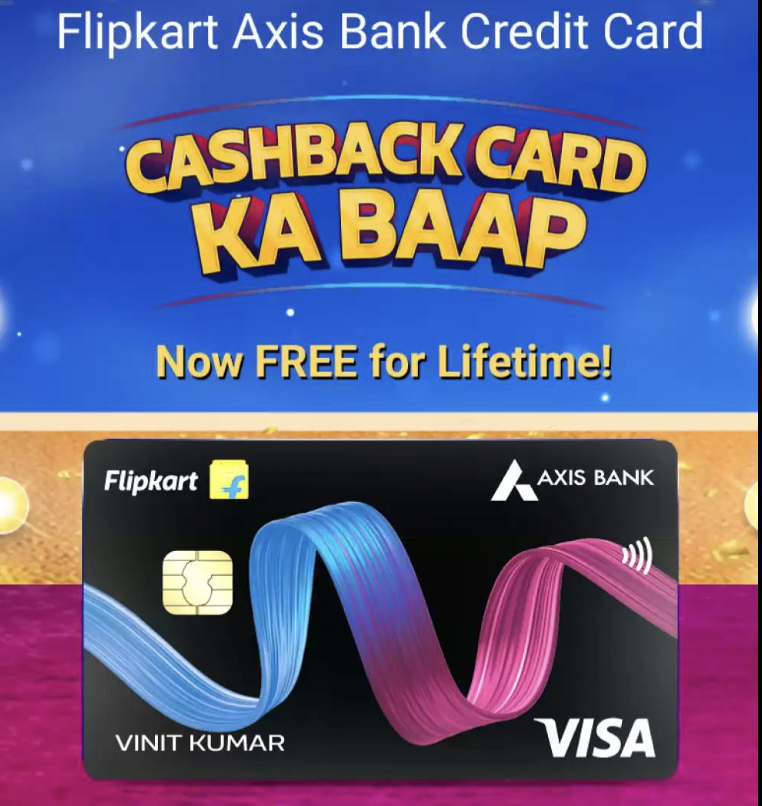 Flipkart Axis Bank Credit Card
CASHBACK CARD
KA BAAP
Now FREE for Lifetime!
Flipkart f
AXIS BANK
VINIT KUMAR
VISA